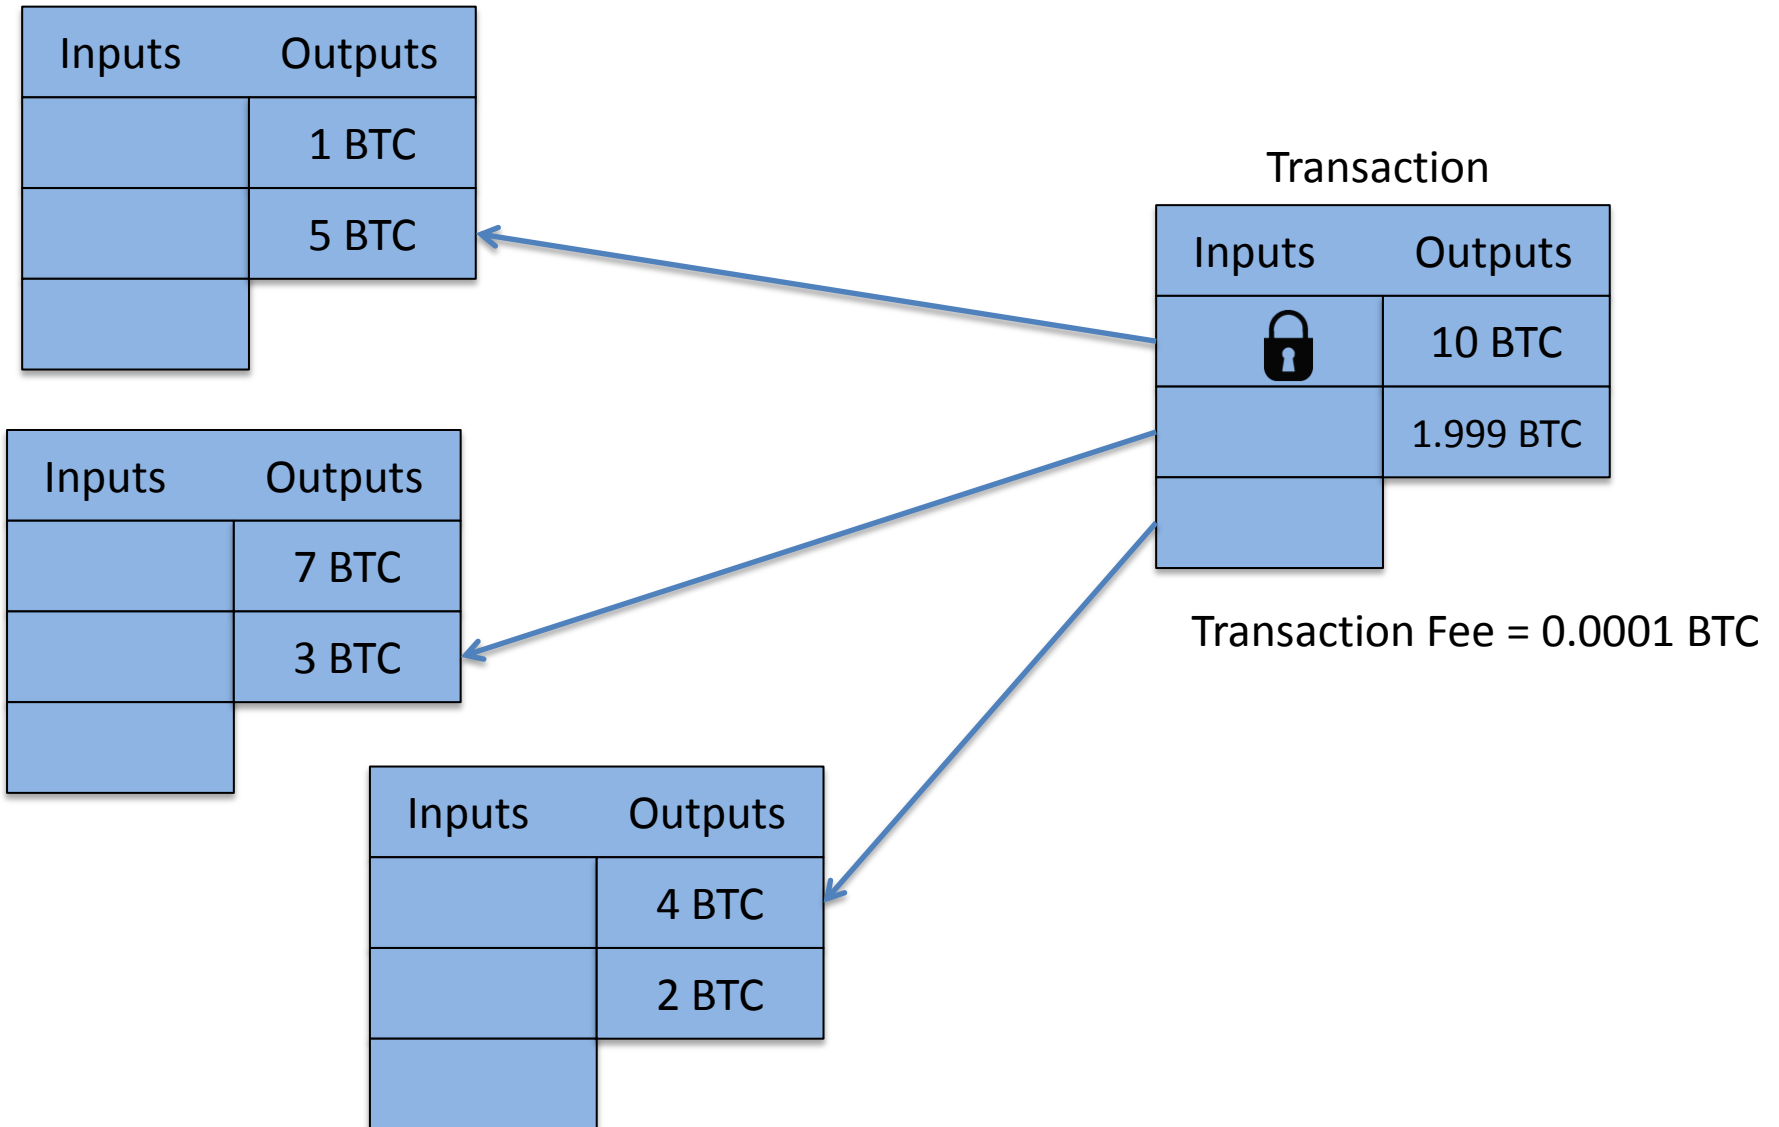 Inputs Outputs
1 BTC
5 BTC
Transaction
Inputs Outputs
10 BTC
1.999 BTC
Transaction Fee = 0.0001 BTC
Inputs Outputs
7 BTC
3 BTC
Inputs Outputs
4 BTC
2 BTC